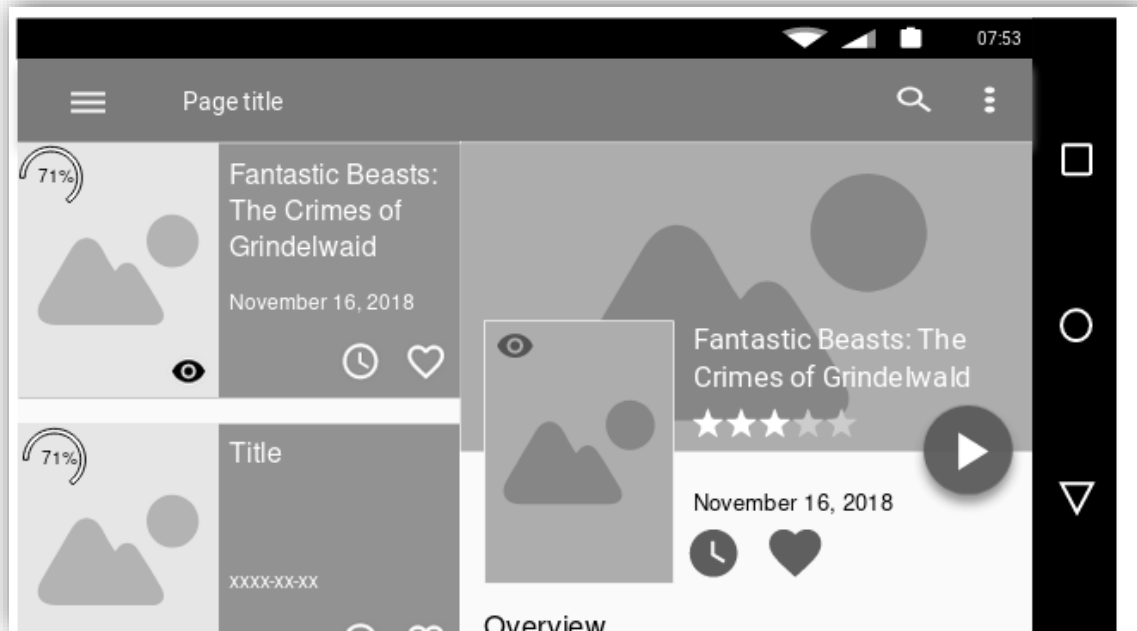 07:53
Page title
71%
Fantastic Beasts:
The Crimes of
Grindelwaid
November 16, 2018
71%
Title
xxxx-xx-xx
Fantastic Beasts: The
Crimes of Grindelwald
November 16, 2018
Overview